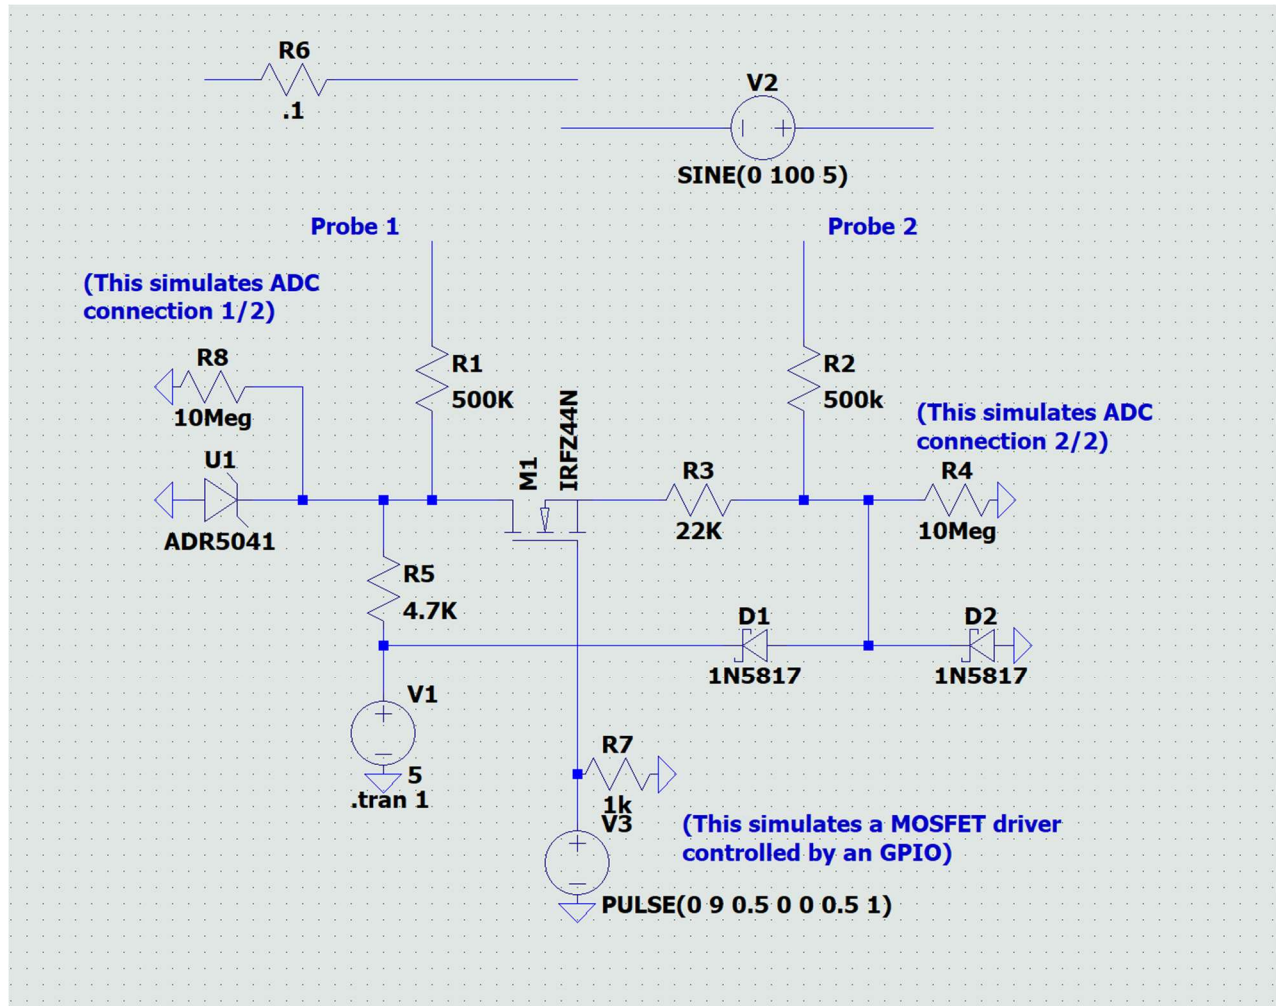 R6
.1
V2
SINE(0 100 5)
Probe 1
Probe 2
(This simulates ADC
connection 1/2)
R8
10Meg
R1
500K
R2
500k
(This simulates ADC
connection 2/2)
U1
ADR5041
M1
IRFZ44N
R3
22K
R4
10Meg
R5
4.7K
D1
1N5817
D2
1N5817
V1
5
.tran 1
R7
1k
V3
(This simulates a MOSFET driver
controlled by an GPIO)
PULSE(0 9 0.5 0 0 0.5 1)